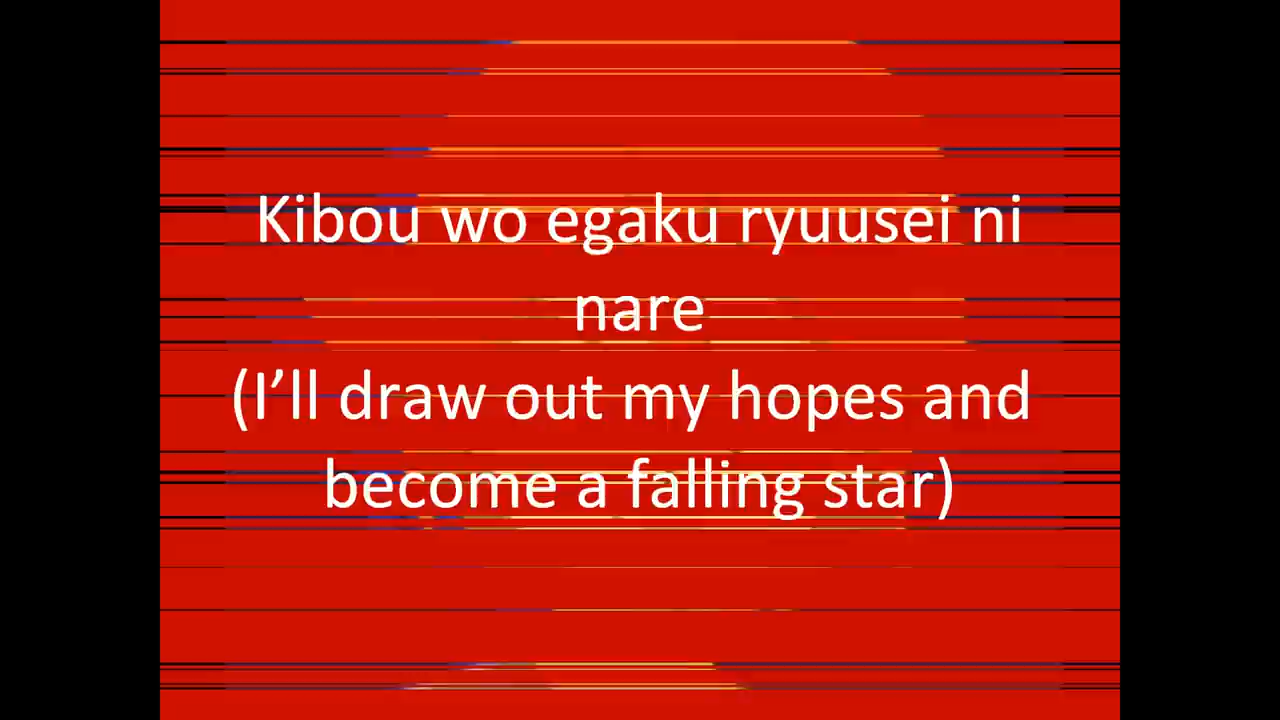 Kibou wo egaku ryuusei ni
nare
(I’ll draw out my hopes and
become a falling star)